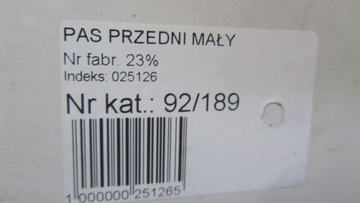 PAS PRZEDNI MAŁY
Nr fabr. 23%
Indeks: 025126
Nr kat.: 92/189
1 000000 251265